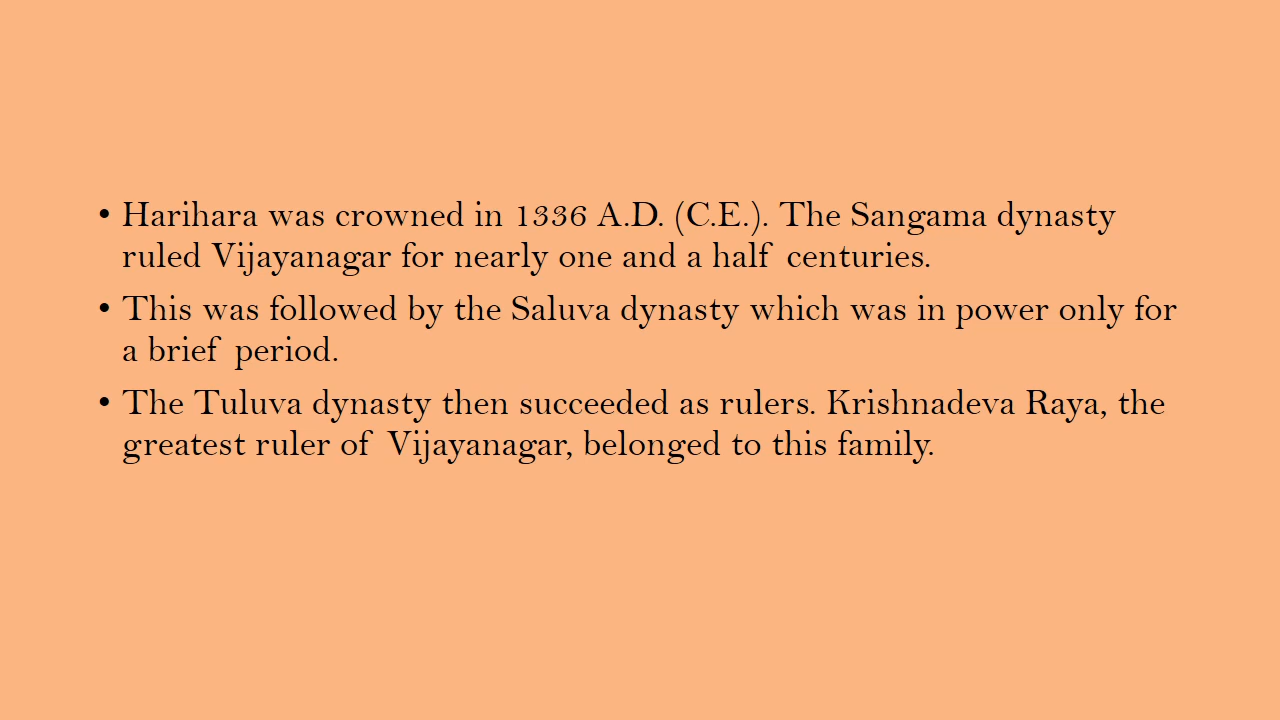 • Harihara was crowned in 1336 A.D. (C.E.). The Sangama dynasty
ruled Vijayanagar for nearly one and a half  centuries.
• This was followed by the Saluva dynasty which was in power only for
a brief  period.
• The Tuluva dynasty then succeeded as rulers. Krishnadeva Raya, the
greatest ruler of  Vijayanagar, belonged to this family.